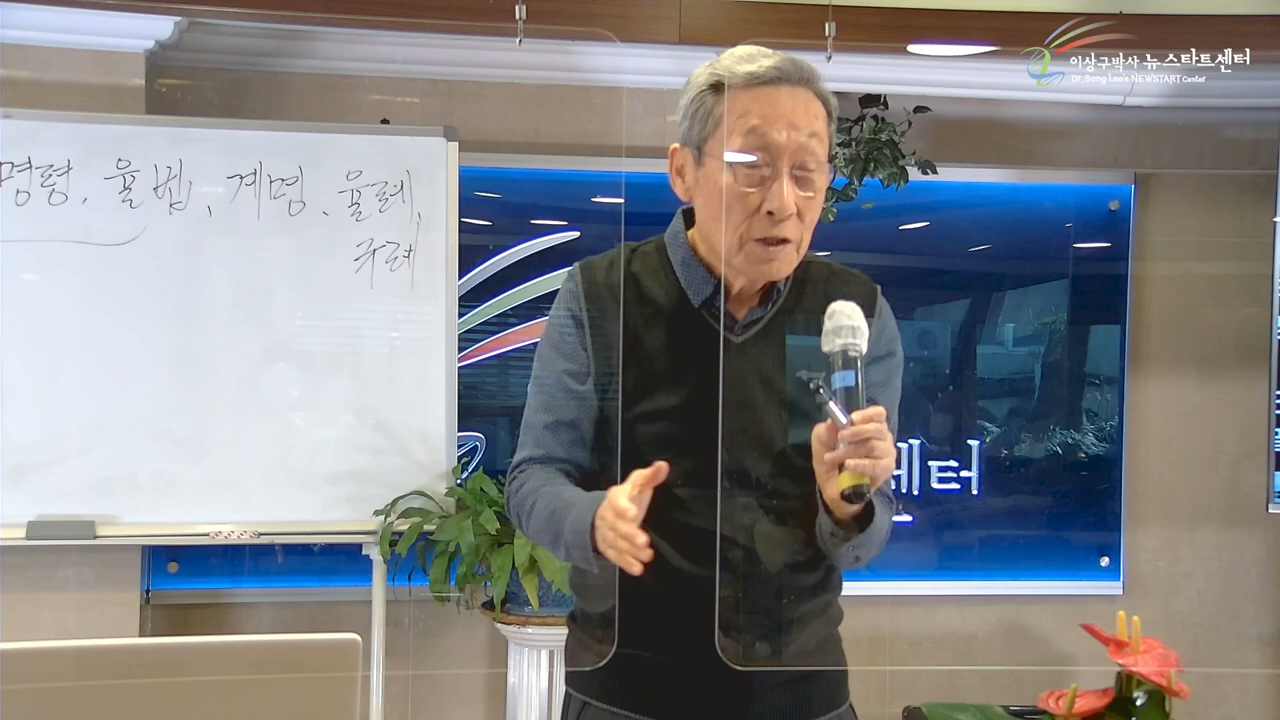 명령, 율법, 계명, 율례,
규례
이상구박사 뉴스타트센터
Dr. Sang Lee's NEWSTART Center
센터